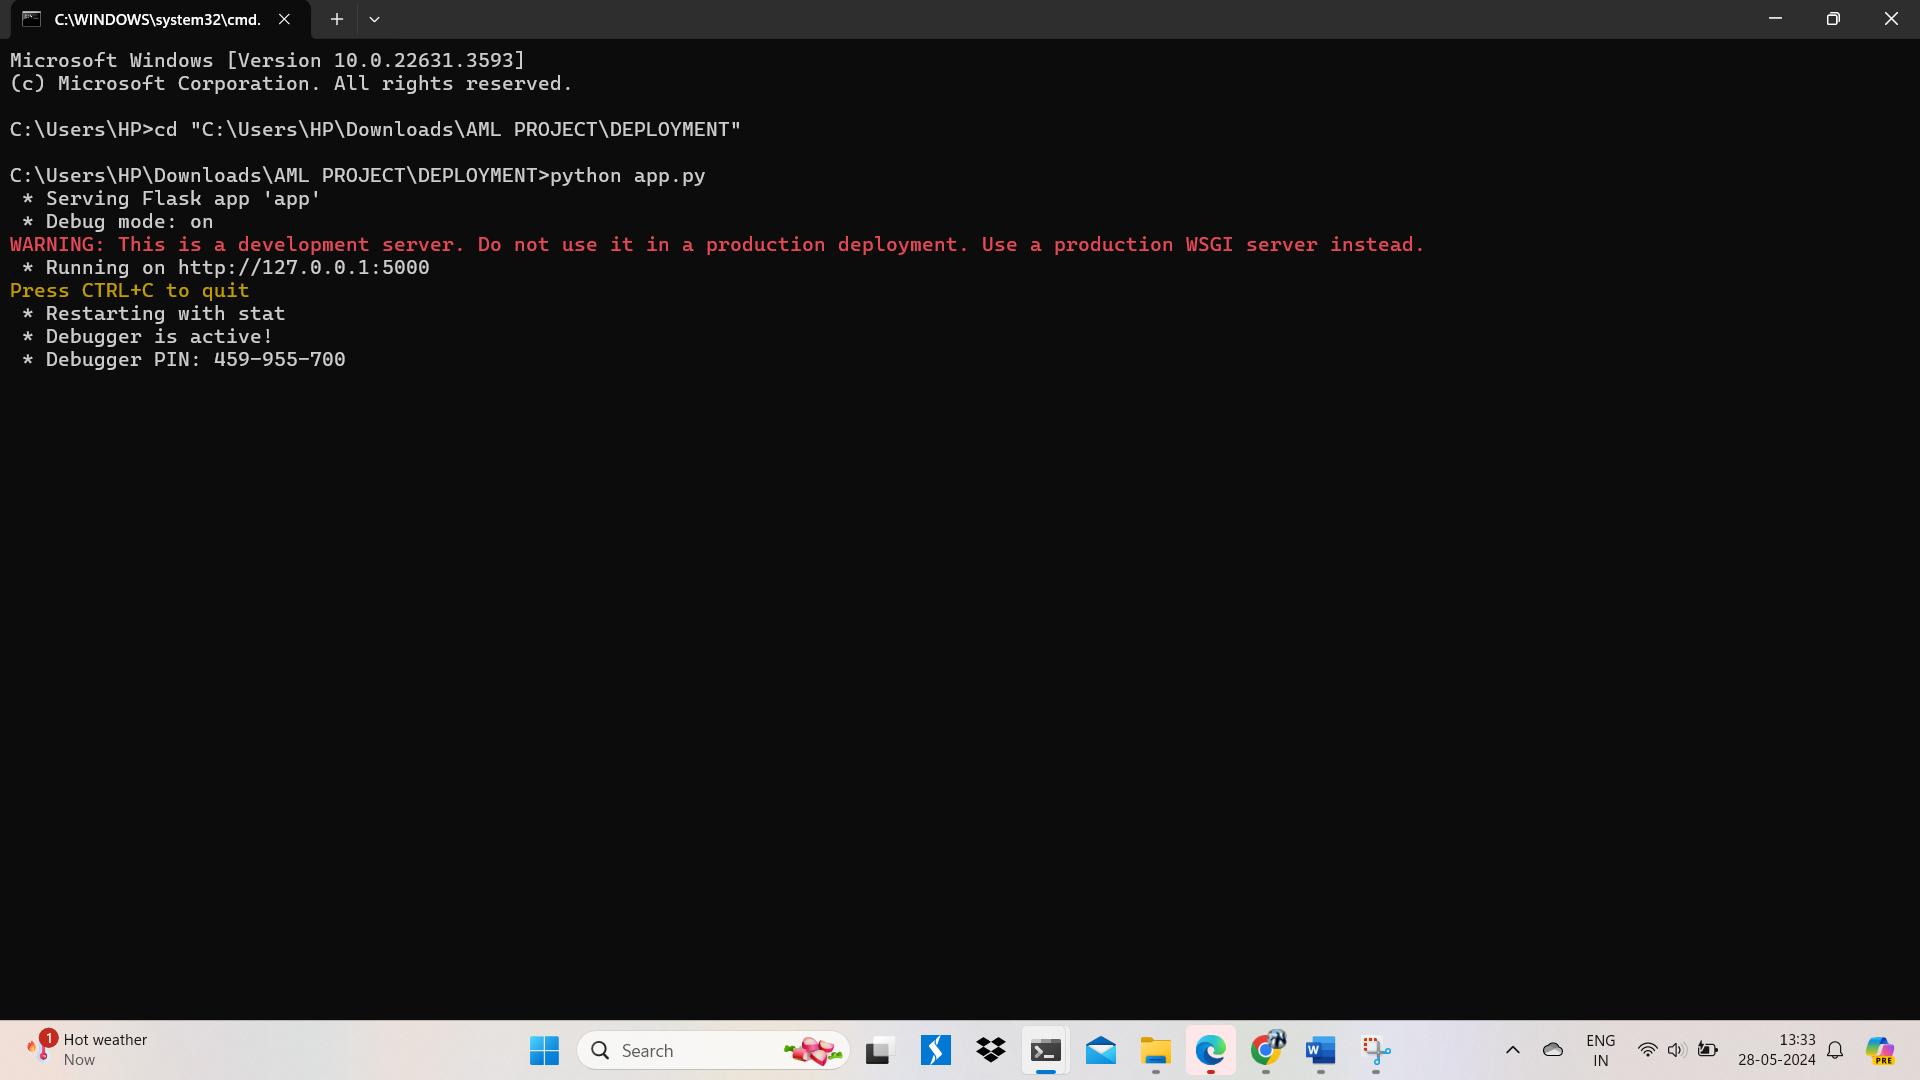 C:\WINDOWS\system32\cmd.
Microsoft Windows [Version 10.0.22631.3593]
(c) Microsoft Corporation. All rights reserved.
C:\Users\HP>cd "C:\Users\HP\Downloads\AML PROJECT\DEPLOYMENT"
C:\Users\HP\Downloads\AML PROJECT\DEPLOYMENT>python app.py
* Serving Flask app 'app'
* Debug mode: on
WARNING: This is a development server. Do not use it in a production deployment. Use a production WSGI server instead.
* Running on http://127.0.0.1:5000
Press CTRL+C to quit
* Restarting with stat
* Debugger is active!
* Debugger PIN: 459-955-700
1
Hot weather
Now
Search
W
ENG
IN
13:33
28-05-2024
PRE